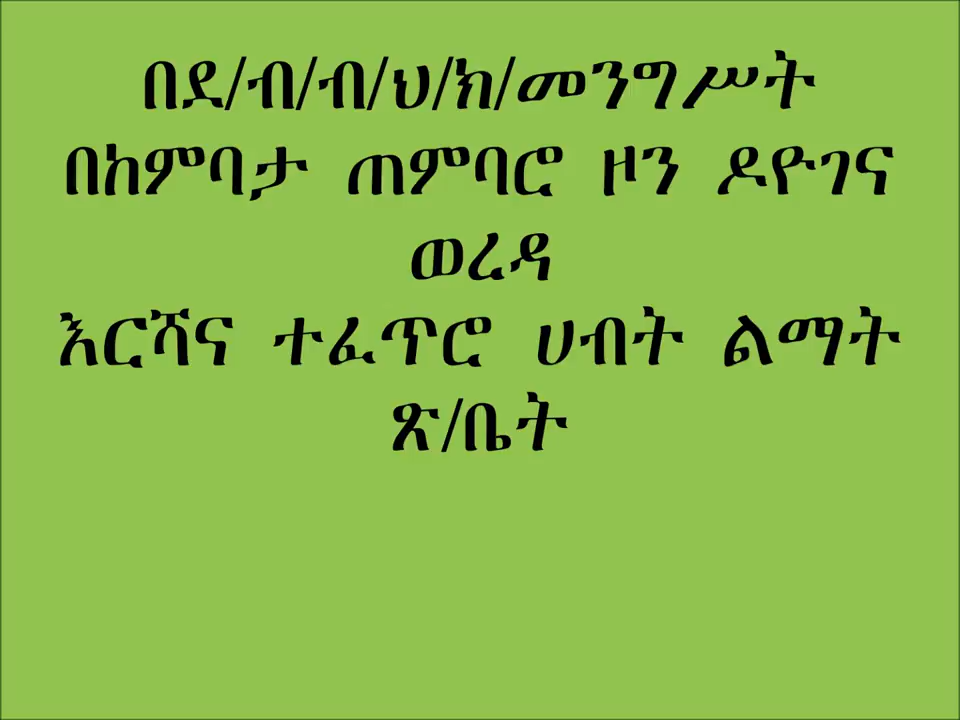 በደ/ብ/ብ/ህ/ክ/መንግሥት
በከምባታ ጠምባሮ ዞን ዶዮገና
ወረዳ
እርሻና ተፈጥሮ ሀብት ልማት
ጽ/ቤት